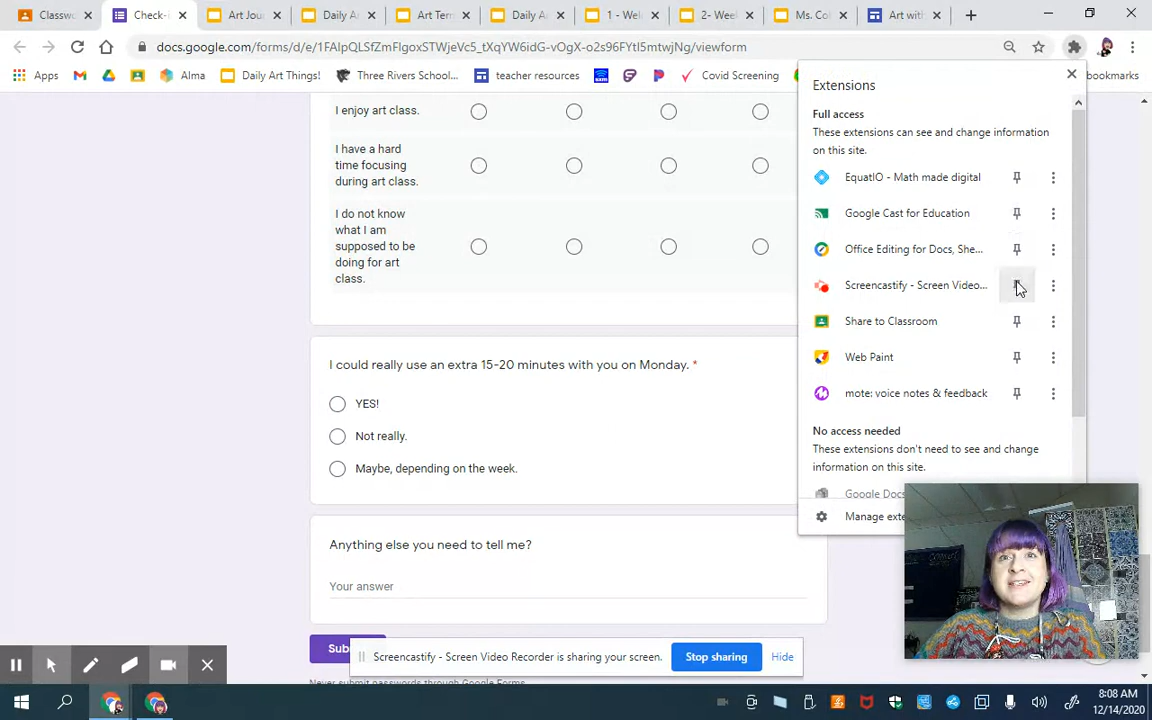 Classw
Check-i
Art Jou
Daily A
Art Tem
Daily A
1 - Wel
2- Wee
Ms. Col
Art with
docs.google.com/forms/d/e/1FAIpQLSfZmFlgoxSTWjeVc5_tXqYW6idG-vOgX-o2s96FYtI5mtwjNg/viewform
Apps
Alma
Daily Art Things!
Three Rivers School...
teacher resources
Covid Screening
bookmarks
Extensions
Full access
These extensions can see and change information
on this site.
EquatIO - Math made digital
Google Cast for Education
Office Editing for Docs, She...
Screencastify - Screen Video...
Share to Classroom
Web Paint
mote: voice notes & feedback
No access needed
These extensions don't need to see and change
information on this site.
Google Docs
Manage exte
I enjoy art class.
I have a hard
time focusing
during art class.
I do not know
what I am
supposed to be
doing for art
class.
I could really use an extra 15-20 minutes with you on Monday. *
YES!
Not really.
Maybe, depending on the week.
Anything else you need to tell me?
Your answer
Sub
Screencastify - Screen Video Recorder is sharing your screen.
Stop sharing
Hide
Never submit passwords through Google Forms.
8:08 AM
12/14/2020